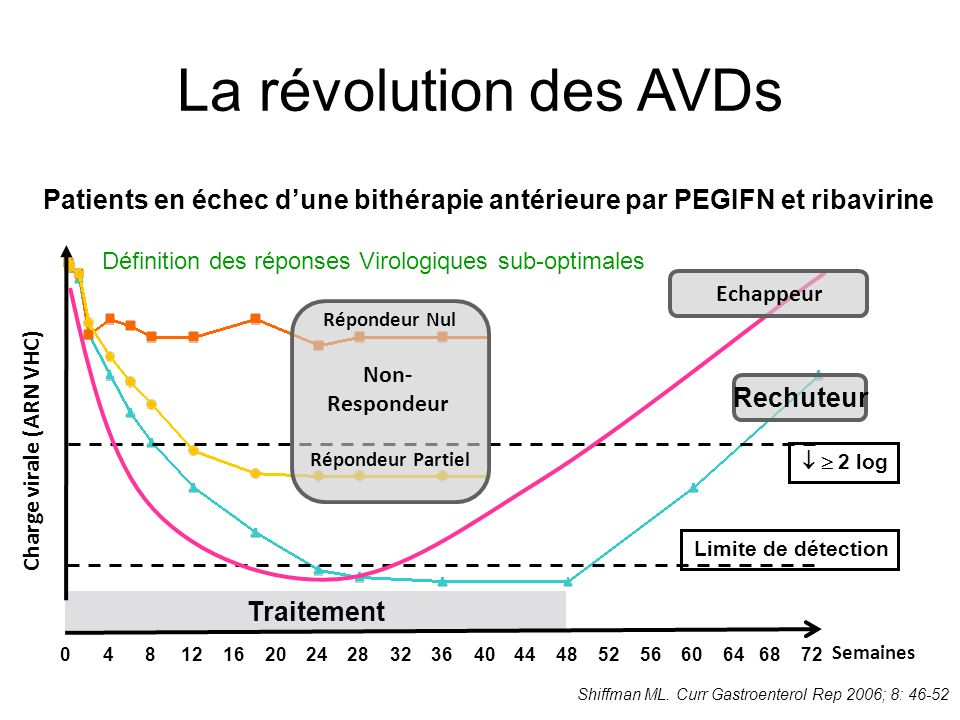 La révolution des AVDs
Patients en échec d’une bithérapie antérieure par PEGIFN et ribavirine
Définition des réponses Virologiques sub-optimales
Echappeur
Répondeur Nul
Non-
Respondeur
Répondeur Partiel
Rechuteur
↓ ≥ 2 log
Limite de détection
Charge virale (ARN VHC)
Traitement
0 4 8 12 16 20 24 28 32 36 40 44 48 52 56 60 64 68 72 Semaines
Shiffman ML. Curr Gastroenterol Rep 2006; 8: 46-52